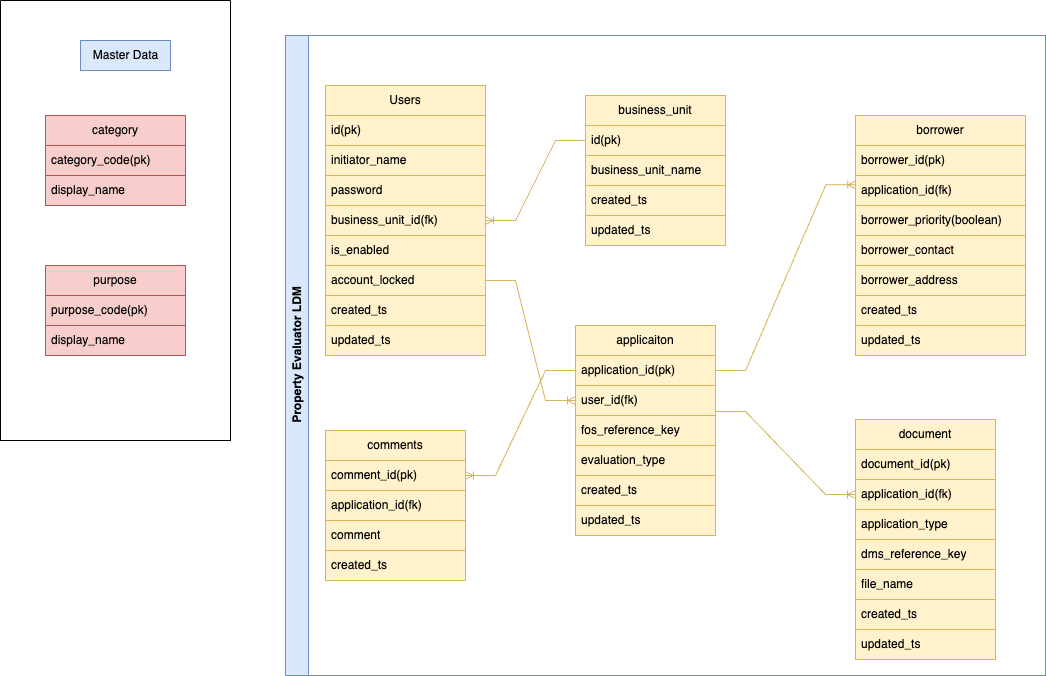 Master Data
category
category_code(pk)
display_name
purpose
purpose_code(pk)
display_name
Property Evaluator LDM
Users
id(pk)
initiator_name
password
business_unit_id(fk)
is_enabled
account_locked
created_ts
updated_ts
business_unit
id(pk)
business_unit_name
created_ts
updated_ts
borrower
borrower_id(pk)
application_id(fk)
borrower_priority(boolean)
borrower_contact
borrower_address
created_ts
updated_ts
applicaiton
application_id(pk)
user_id(fk)
fos_reference_key
evaluation_type
created_ts
updated_ts
comments
comment_id(pk)
application_id(fk)
comment
created_ts
document
document_id(pk)
application_id(fk)
application_type
dms_reference_key
file_name
created_ts
updated_ts